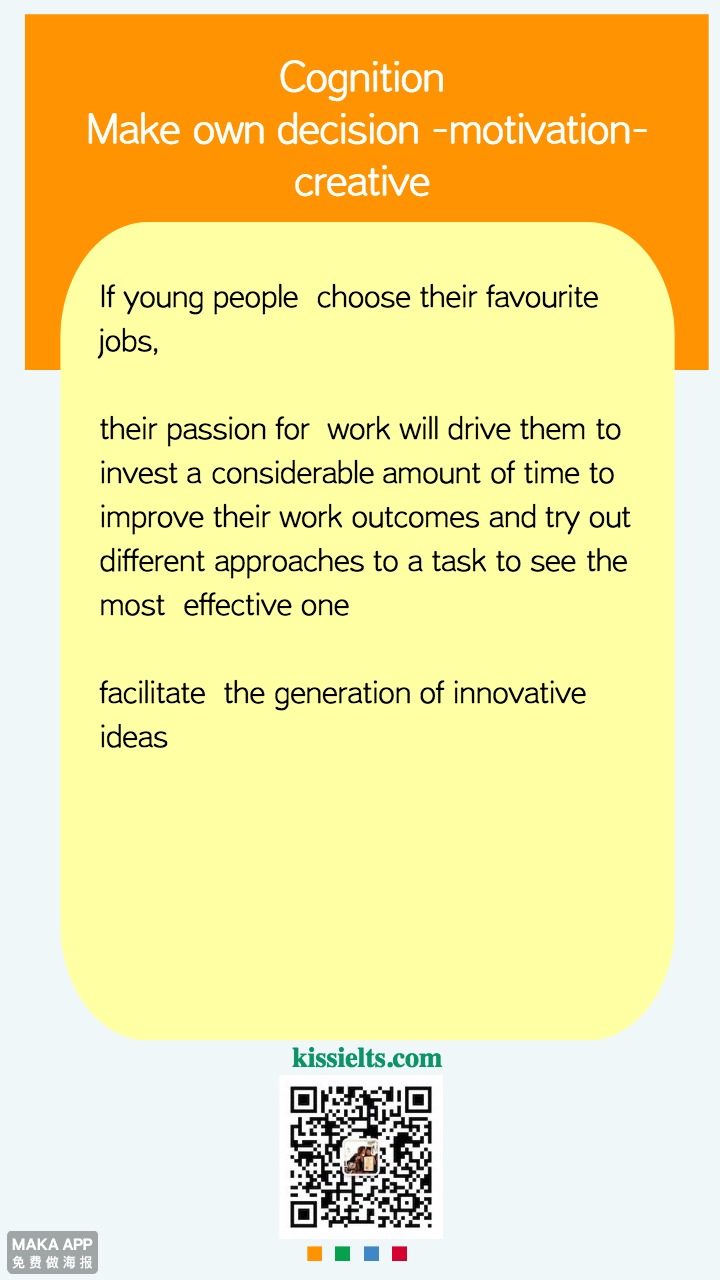 Cognition
Make own decision -motivation-
creative
If young people  choose their favourite
jobs,
their passion for  work will drive them to
invest a considerable amount of time to
improve their work outcomes and try out
different approaches to a task to see the
most  effective one
facilitate  the generation of innovative
ideas
kissielts.com
MAKA APP
免费做海报